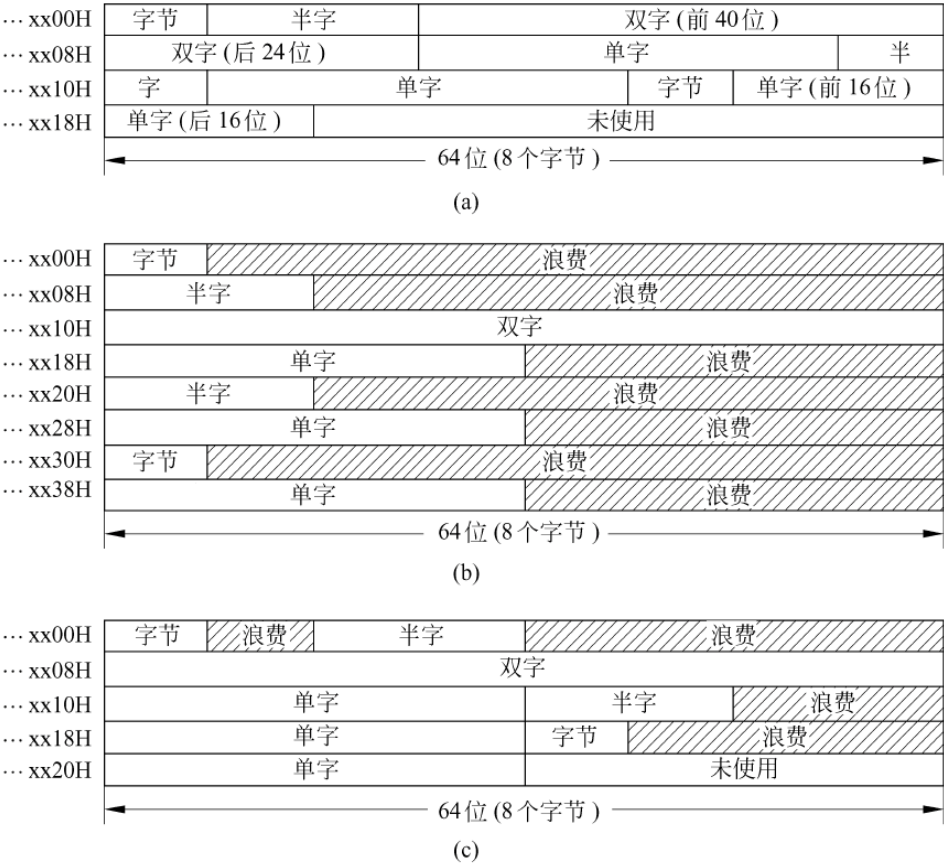 ··· xx00H 字节 半字 双字 (前 40 位)
··· xx08H 双字 (后 24 位) 单字 半
··· xx10H 字 单字 字节 单字 (前 16 位)
··· xx18H 单字 (后 16 位) 未使用
64 位 (8 个字节)
(a)
··· xx00H 字节 浪费
··· xx08H 半字 浪费
··· xx10H 双字
··· xx18H 单字 浪费
··· xx20H 半字 浪费
··· xx28H 单字 浪费
··· xx30H 字节 浪费
··· xx38H 单字 浪费
64 位 (8 个字节)
(b)
··· xx00H 字节 浪费 半字 浪费
··· xx08H 双字
··· xx10H 单字 半字 浪费
··· xx18H 单字 字节 浪费
··· xx20H 单字 未使用
64 位 (8 个字节)
(c)